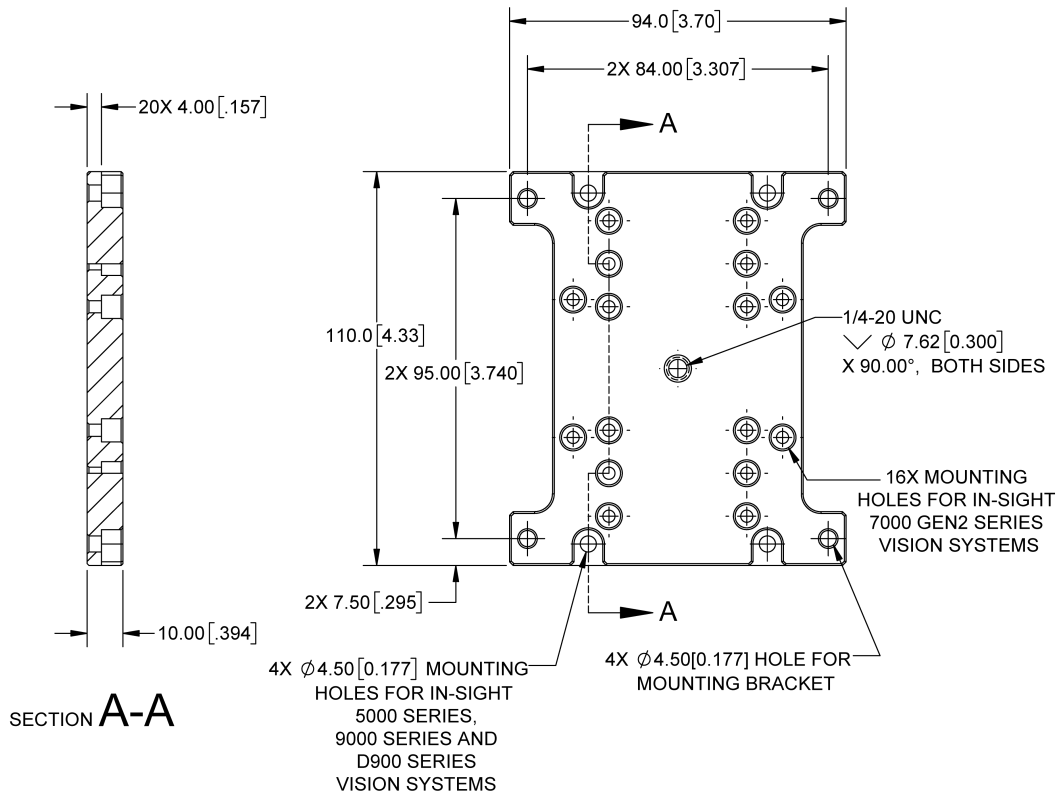 94.0 [3.70]
2X 84.00 [3.307]
20X 4.00 [.157]
A
110.0 [4.33]
2X 95.00 [3.740]
1/4-20 UNC
⌵ ∅ 7.62 [0.300]
X 90.00°, BOTH SIDES
16X MOUNTING
HOLES FOR IN-SIGHT
7000 GEN2 SERIES
VISION SYSTEMS
2X 7.50 [.295]
A
10.00 [.394]
4X ∅4.50 [0.177] MOUNTING
HOLES FOR IN-SIGHT
5000 SERIES,
9000 SERIES AND
D900 SERIES
VISION SYSTEMS
4X ∅4.50[0.177] HOLE FOR
MOUNTING BRACKET
SECTION A-A